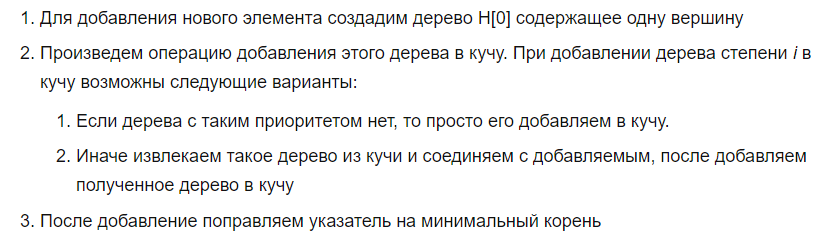 1. Для добавления нового элемента создадим дерево H[0] содержащее одну вершину
2. Произведем операцию добавления этого дерева в кучу. При добавлении дерева степени i в
кучу возможны следующие варианты:
1. Если дерева с таким приоритетом нет, то просто его добавляем в кучу.
2. Иначе извлекаем такое дерево из кучи и соединяем с добавляемым, после добавляем
полученное дерево в кучу
3. После добавление поправляем указатель на минимальный корень